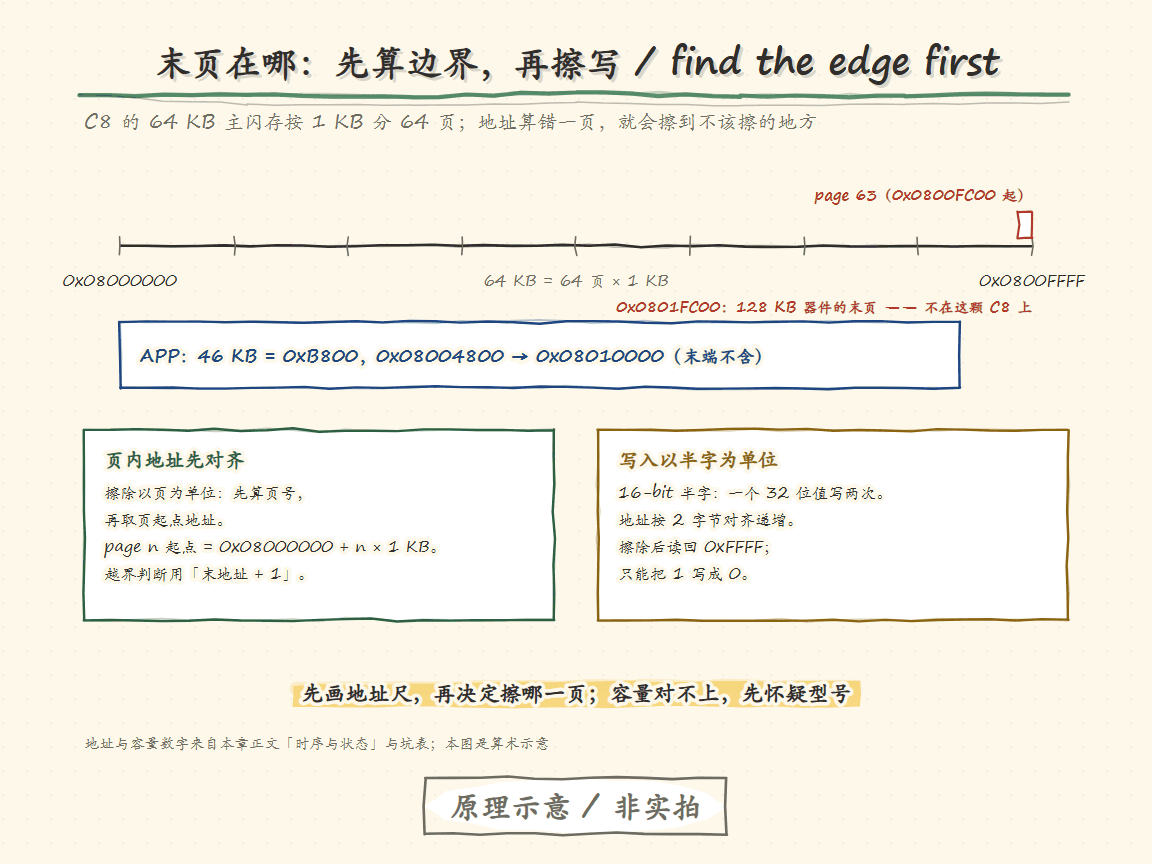 末页在哪：先算边界，再擦写 / find the edge first
C8 的 64 KB 主闪存按 1 KB 分 64 页；地址算错一页，就会擦到不该擦的地方
page 63（0x0800FC00 起）
0x08000000
64 KB = 64 页 × 1 KB
0x0800FFFF
0x0801FC00：128 KB 器件的末页 —— 不在这颗 C8 上
APP：46 KB = 0xB800，0x08004800 → 0x08010000（末端不含）
页内地址先对齐
擦除以页为单位：先算页号，
再取页起点地址。
page n 起点 = 0x08000000 + n × 1 KB。
越界判断用「末地址 + 1」。
写入以半字为单位
16-bit 半字：一个 32 位值写两次。
地址按 2 字节对齐递增。
擦除后读回 0xFFFF；
只能把 1 写成 0。
先画地址尺，再决定擦哪一页；容量对不上，先怀疑型号
地址与容量数字来自本章正文「时序与状态」与坑表；本图是算术示意
原理示意 / 非实拍